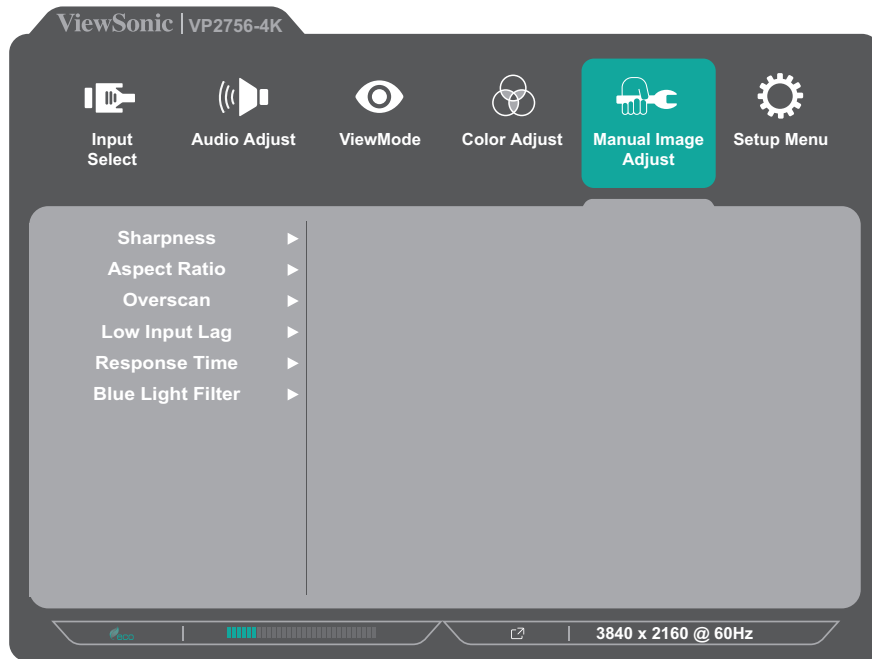 ViewSonic | VP2756-4K
Input Select
Audio Adjust
ViewMode
Color Adjust
Manual Image Adjust
Setup Menu
Sharpness
Aspect Ratio
Overscan
Low Input Lag
Response Time
Blue Light Filter
eco
3840 x 2160 @ 60Hz